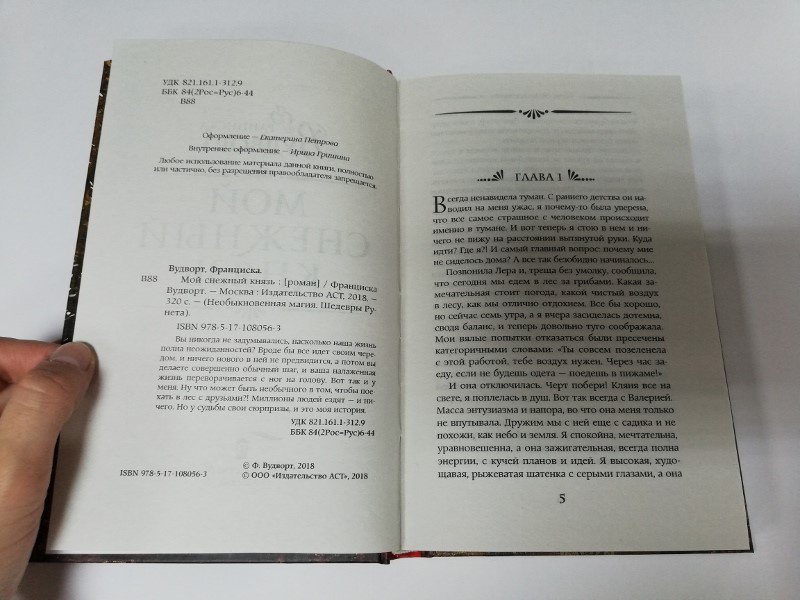 УДК 821.161.1-312.9
ББК 84(2Рос=Рус)6-44
В88
Оформление — Екатерина Петрова
Внутреннее оформление — Ирина Гришина
Любое использование материала данной книги, полностью
или частично, без разрешения правообладателя запрещается.
Вудворт, Франциска.
В88 Мой снежный князь : [роман] / Франциска
Вудворт. — Москва : Издательство АСТ, 2018. —
320 с. — (Необыкновенная магия. Шедевры Ру-
нета).
ISBN 978-5-17-108056-3
Вы никогда не задумывались, насколько наша жизнь
полна неожиданностей? Вроде бы все идет своим чере-
дом, и ничего нового в ней не предвидится, а потом вы
делаете совершенно обычный шаг, и ваша налаженная
жизнь переворачивается с ног на голову. Вот так и у
меня. Ну что может быть необычного в том, чтобы пое-
хать в лес с друзьями?! Миллионы людей ездят — и ни-
чего. Но у судьбы свои сюрпризы, и это моя история.
УДК 821.161.1-312.9
ББК 84(2Рос=Рус)6-44
© Ф. Вудворт, 2018
ISBN 978-5-17-108056-3
© ООО «Издательство АСТ», 2018
ГЛАВА 1
Всегда ненавидела туман. С раннего детства он на-
водил на меня ужас, я почему-то была уверена,
что все самое страшное с человеком происходит
именно в тумане. И вот теперь я стою в нем и ни-
чего не вижу на расстоянии вытянутой руки. Куда
идти? Где я?! И самый главный вопрос: почему мне
не сиделось дома? А все так безобидно начиналось...
Позвонила Лера и, треща без умолку, сообщила,
что сегодня мы едем в лес за грибами. Какая за-
мечательная стоит погода, какой чистый воздух
в лесу, как мы отлично отдохнем. Все бы хорошо,
но сейчас семь утра, а я вчера засиделась дотемна,
сводя баланс, и теперь довольно туго соображала.
Мои вялые попытки отказаться были пресечены
категоричными словами: «Ты совсем позеленела
с этой работой, тебе воздух нужен. Через час за-
еду, если не будешь одета — поедешь в пижаме!»
И она отключилась. Черт побери! Кляня все на
свете, я поплелась в душ. Вот так всегда с Валерией.
Масса энтузиазма и напора, во что она меня только
не впутывала. Дружим мы с ней еще с садика и не
похожи, как небо и земля. Я спокойна, мечтательна,
уравновешенна, а она зажигательная, всегда полна
энергии, с кучей планов и идей. Я высокая, худо-
щавая, рыжеватая шатенка с серыми глазами, а она
5